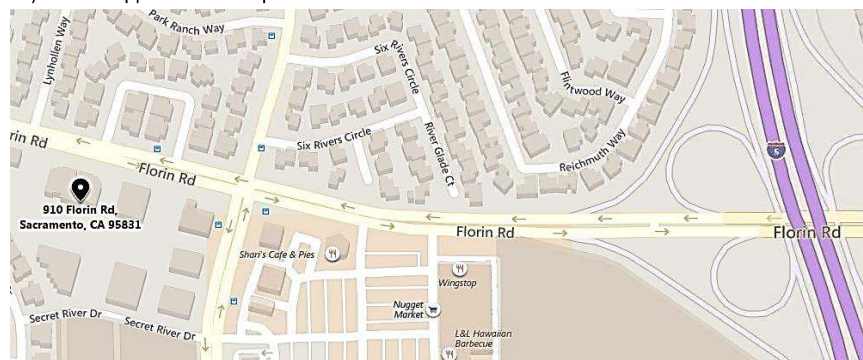 Park Ranch Way
Lynhollen Way
Six Rivers Circle
Flintwood Way
Six Rivers Circle
River Glade Ct
Reichmuth Way
5
rin Rd
Florin Rd
910 Florin Rd,
Sacramento, CA 95831
Florin Rd
Florin Rd
Shari's Cafe & Pies
Wingstop
Nugget
Market
Secret River Dr
Secret River Dr
L&L Hawaiian
Barbecue